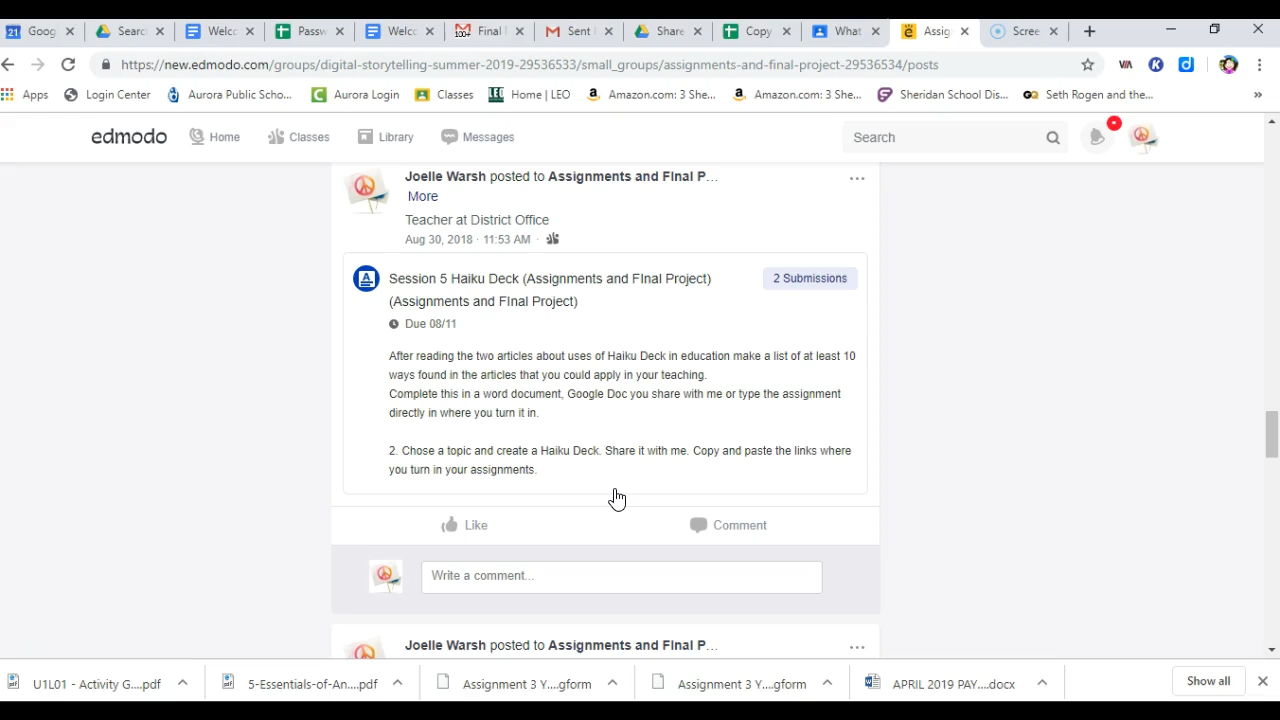 21 Goog
Searc
Welco
Passw
Welco
100+ Final
Sent
Share
Copy
What
Assig
Scree
https://new.edmodo.com/groups/digital-storytelling-summer-2019-29536533/small_groups/assignments-and-final-project-29536534/posts
Apps Login Center Aurora Public Scho... Aurora Login Classes Home | LEO Amazon.com: 3 She... Amazon.com: 3 She... Sheridan School Dis... Seth Rogen and the... »
edmodo Home Classes Library Messages Search
Joelle Warsh posted to Assignments and FInal P...
More
Teacher at District Office
Aug 30, 2018 · 11:53 AM ·
Session 5 Haiku Deck (Assignments and FInal Project)
(Assignments and FInal Project)
2 Submissions
Due 08/11
After reading the two articles about uses of Haiku Deck in education make a list of at least 10
ways found in the articles that you could apply in your teaching.
Complete this in a word document, Google Doc you share with me or type the assignment
directly in where you turn it in.
2. Chose a topic and create a Haiku Deck. Share it with me. Copy and paste the links where
you turn in your assignments.
Like Comment
Write a comment...
Joelle Warsh posted to Assignments and FInal P...
U1L01 - Activity G....pdf 5-Essentials-of-An....pdf Assignment 3 Y....gform Assignment 3 Y....gform APRIL 2019 PAY....docx Show all